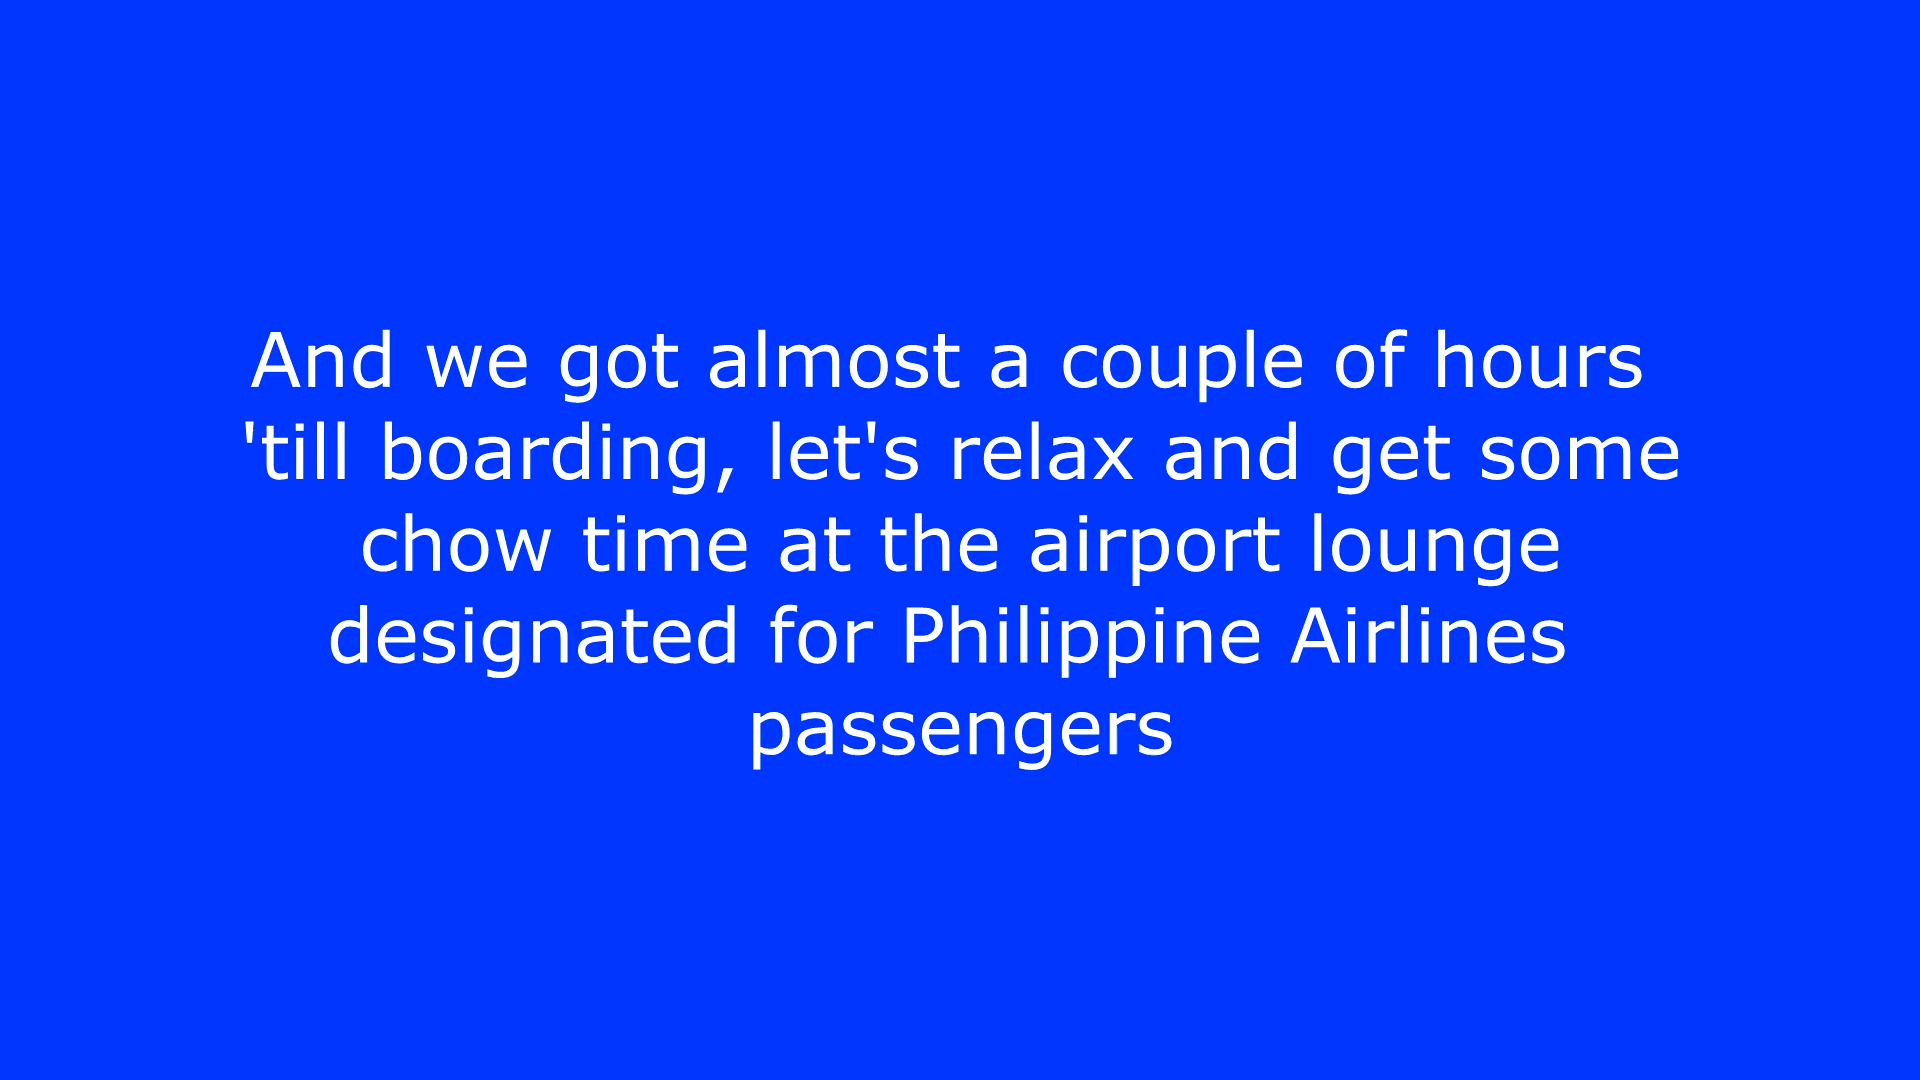 And we got almost a couple of hours
'till boarding, let's relax and get some
chow time at the airport lounge
designated for Philippine Airlines
passengers